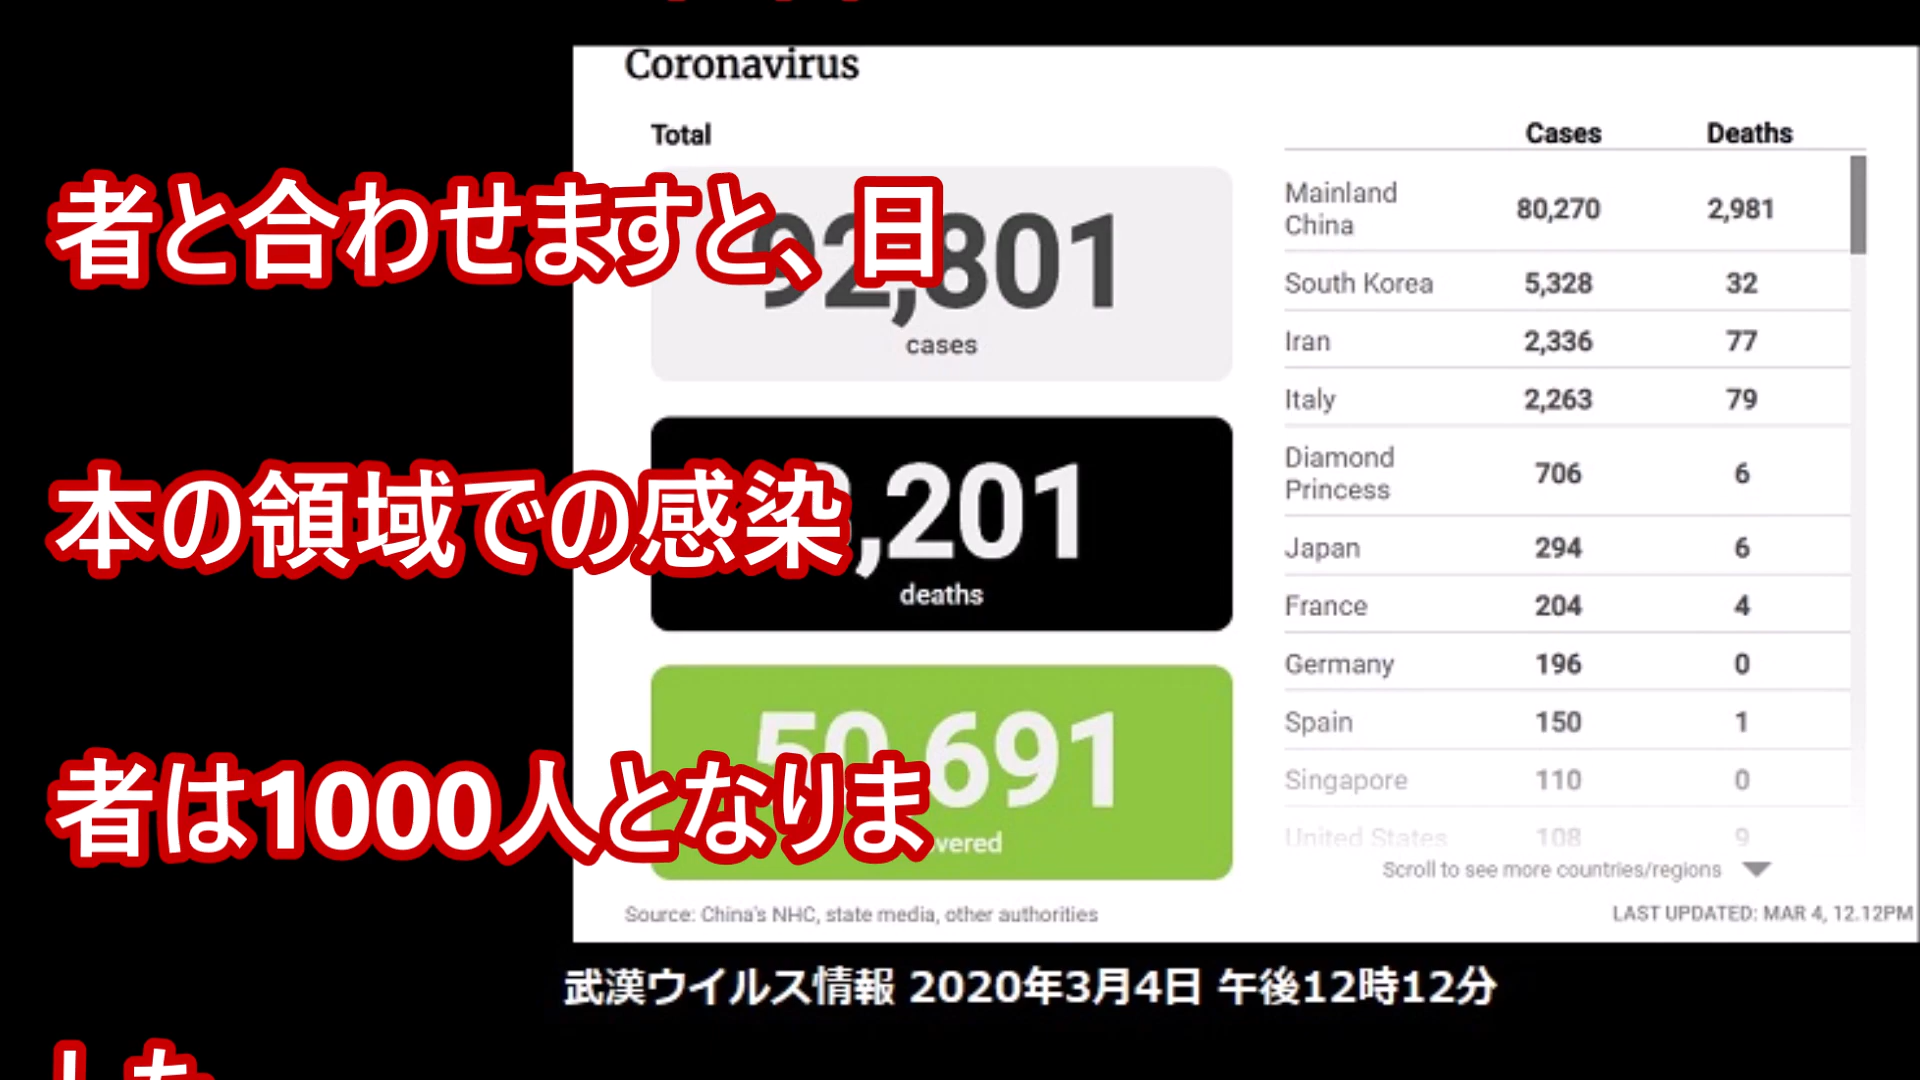 Coronavirus
Total
92,801
cases
,201
deaths
50,691
vered
Cases Deaths
Mainland China 80,270 2,981
South Korea 5,328 32
Iran 2,336 77
Italy 2,263 79
Diamond Princess 706 6
Japan 294 6
France 204 4
Germany 196 0
Spain 150 1
Singapore 110 0
United States 108 9
Scroll to see more countries/regions
Source: China's NHC, state media, other authorities
LAST UPDATED: MAR 4, 12.12PM
者と合わせますと、日
本の領域での感染
者は1000人となりま
した
武漢ウイルス情報 2020年3月4日 午後12時12分